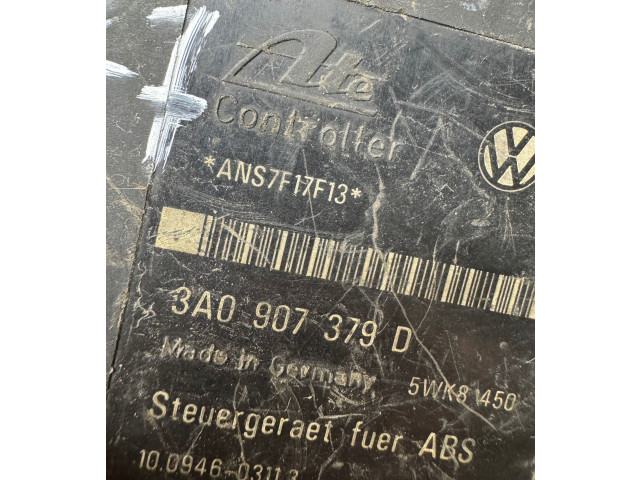 Ate
Controller
*ANS7F17F13*
3A0 907 379 D
Made in Germany
5WK8 450
Steuergeraet fuer ABS
10.0946-0311.3